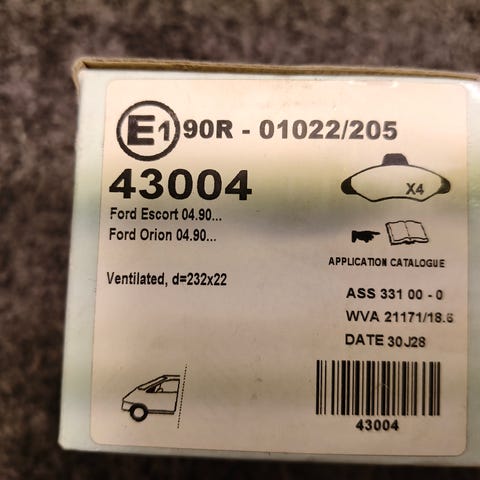 E1 90R - 01022/205
43004
X4
Ford Escort 04.90...
Ford Orion 04.90...
APPLICATION CATALOGUE
Ventilated, d=232x22
ASS 331 00 - 0
WVA 21171/18.6
DATE 30J28
43004